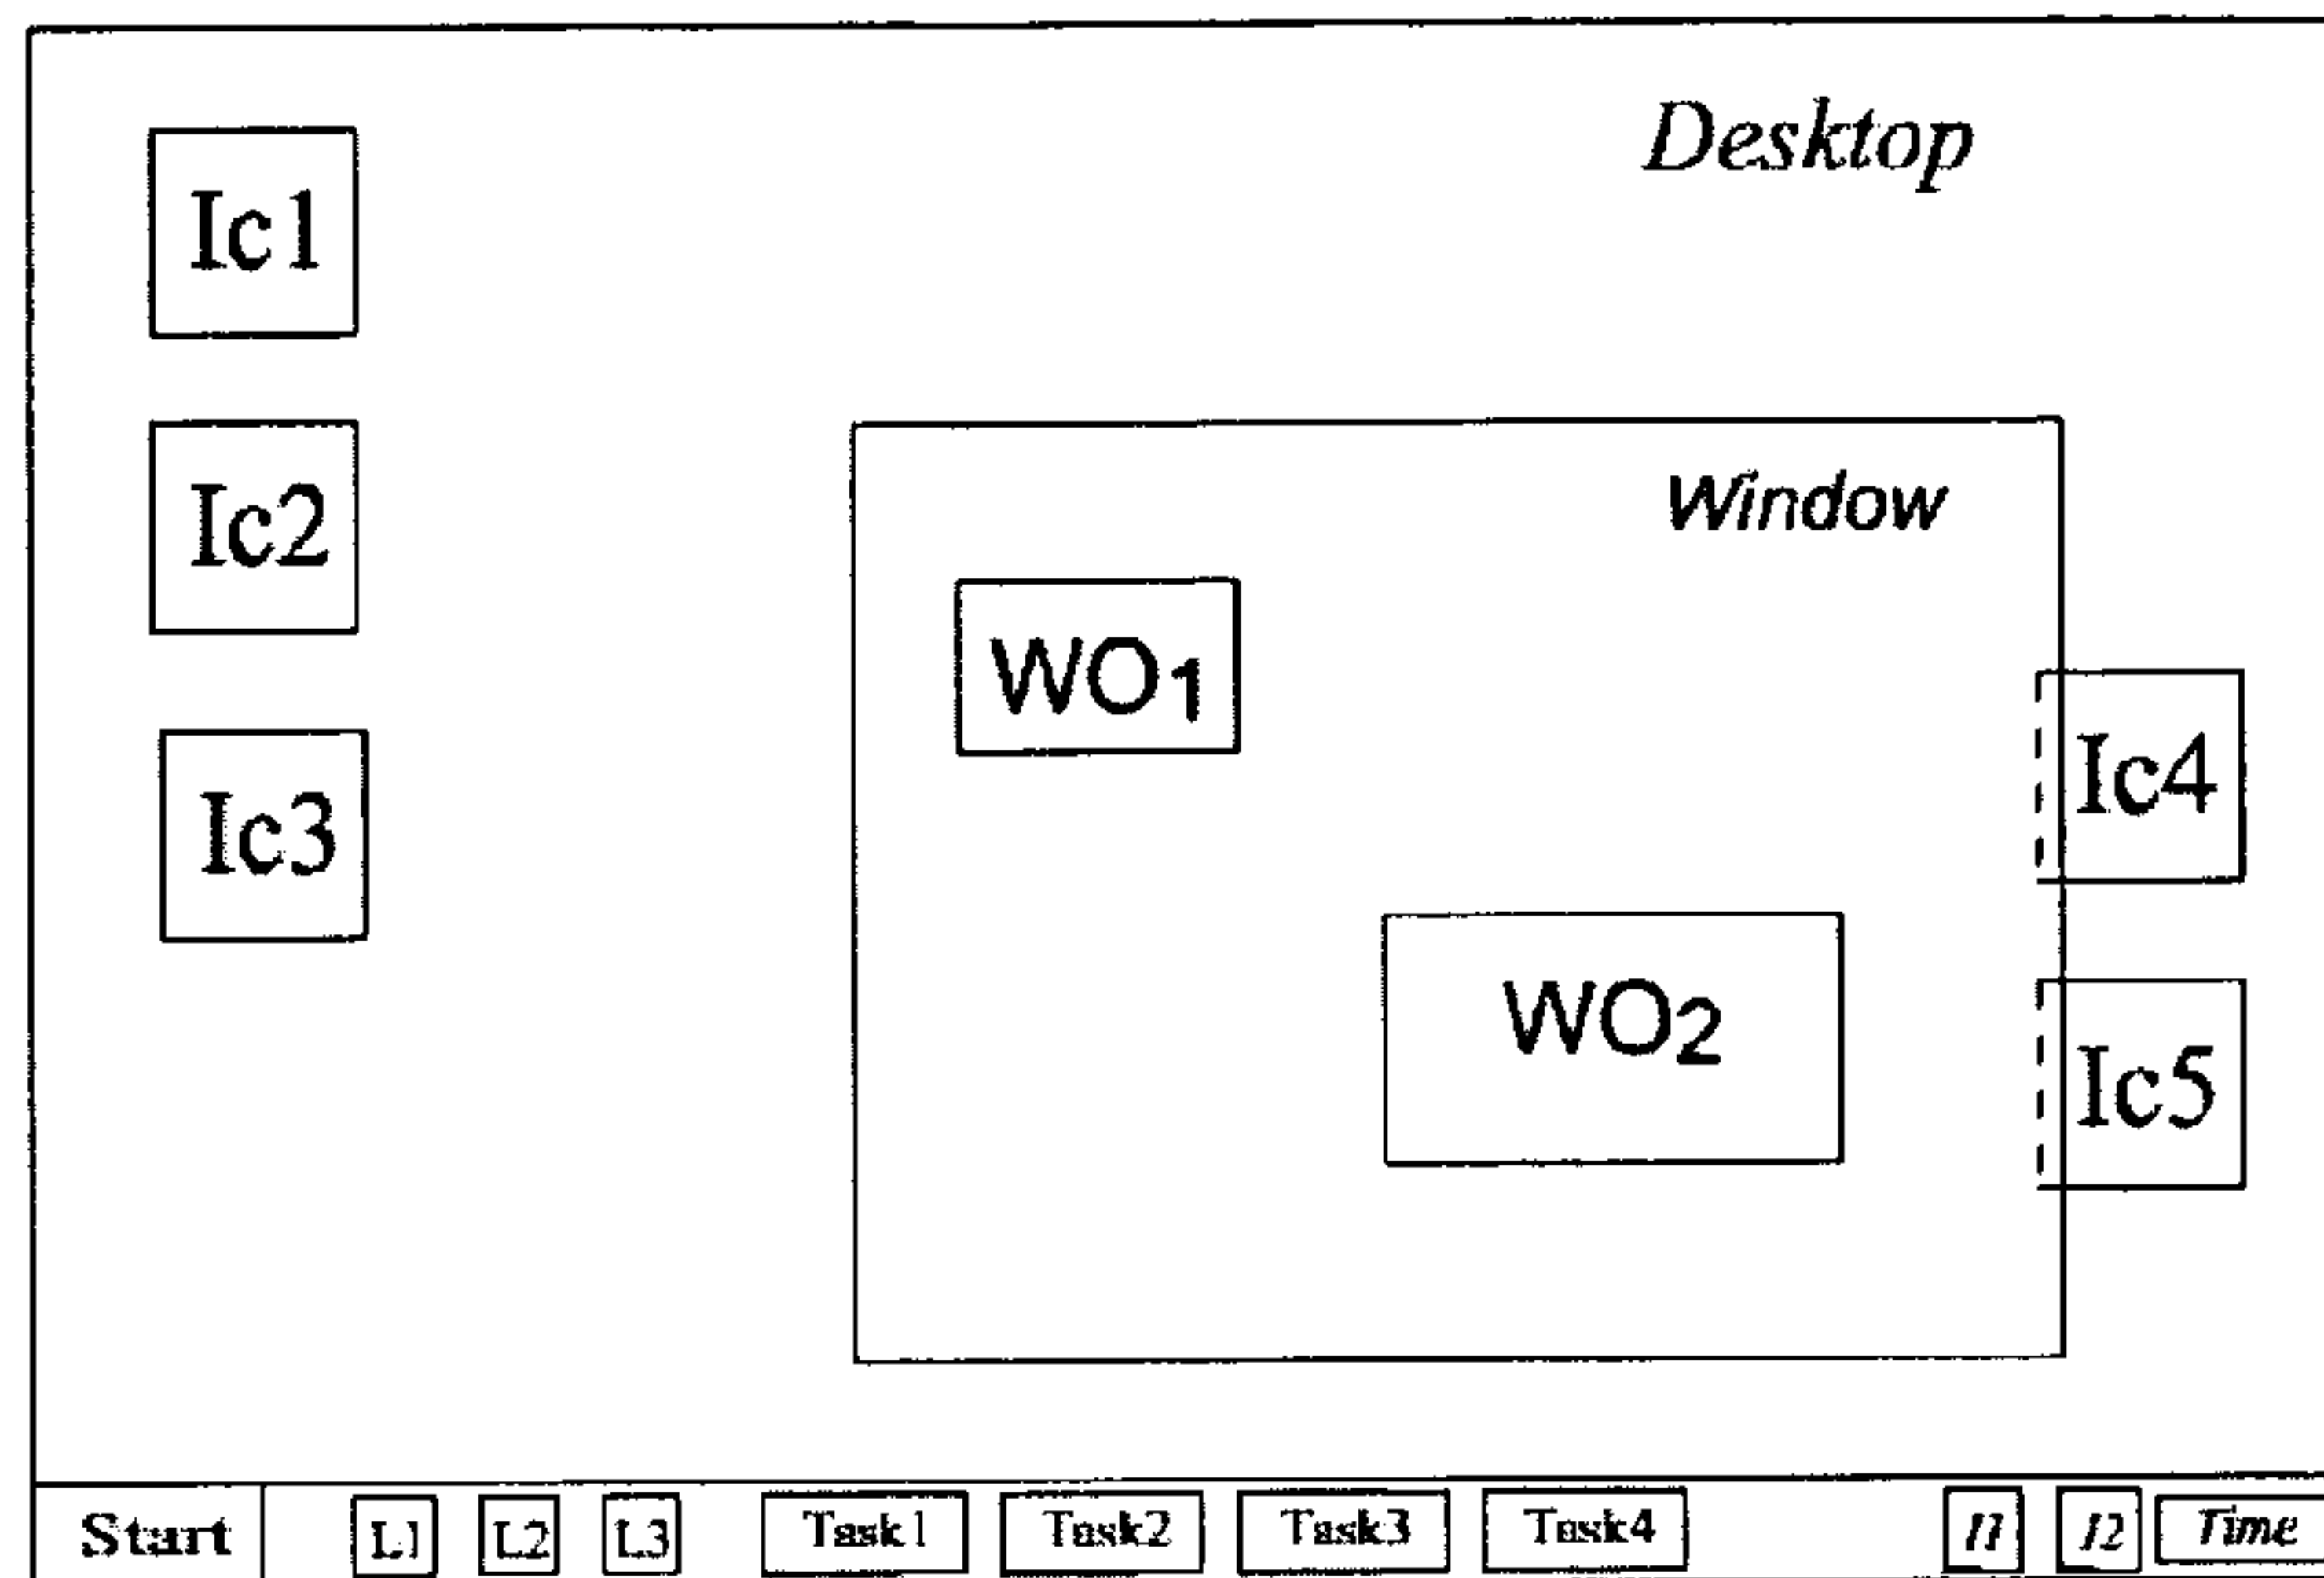 Desktop
Ic1
Window
Ic2
WO1
Ic3
Ic4
WO2
Ic5
Start L1 L2 L3 Task1 Task2 Task3 Task4 I1 I2 Time